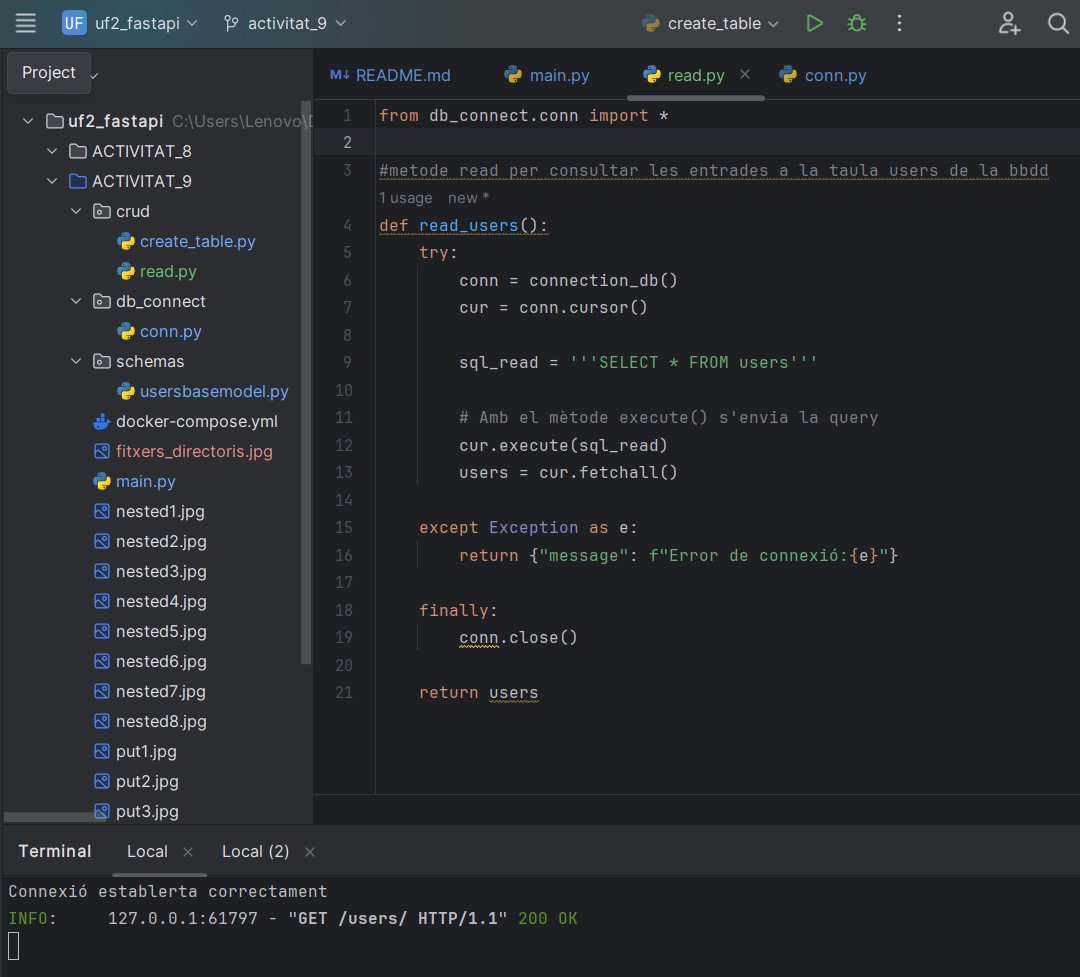 UF uf2_fastapi activitat_9 create_table
Project
README.md main.py read.py conn.py
uf2_fastapi C:\Users\Lenovo\
ACTIVITAT_8
ACTIVITAT_9
crud
create_table.py
read.py
db_connect
conn.py
schemas
usersbasemodel.py
docker-compose.yml
fitxers_directoris.jpg
main.py
nested1.jpg
nested2.jpg
nested3.jpg
nested4.jpg
nested5.jpg
nested6.jpg
nested7.jpg
nested8.jpg
put1.jpg
put2.jpg
put3.jpg
1 from db_connect.conn import *
2
3 #metode read per consultar les entrades a la taula users de la bbdd
1 usage new *
4 def read_users():
5 try:
6 conn = connection_db()
7 cur = conn.cursor()
8
9 sql_read = '''SELECT * FROM users'''
10
11 # Amb el mètode execute() s'envia la query
12 cur.execute(sql_read)
13 users = cur.fetchall()
14
15 except Exception as e:
16 return {"message": f"Error de connexió:{e}"}
17
18 finally:
19 conn.close()
20
21 return users
Terminal Local Local (2)
Connexió establerta correctament
INFO: 127.0.0.1:61797 - "GET /users/ HTTP/1.1" 200 OK